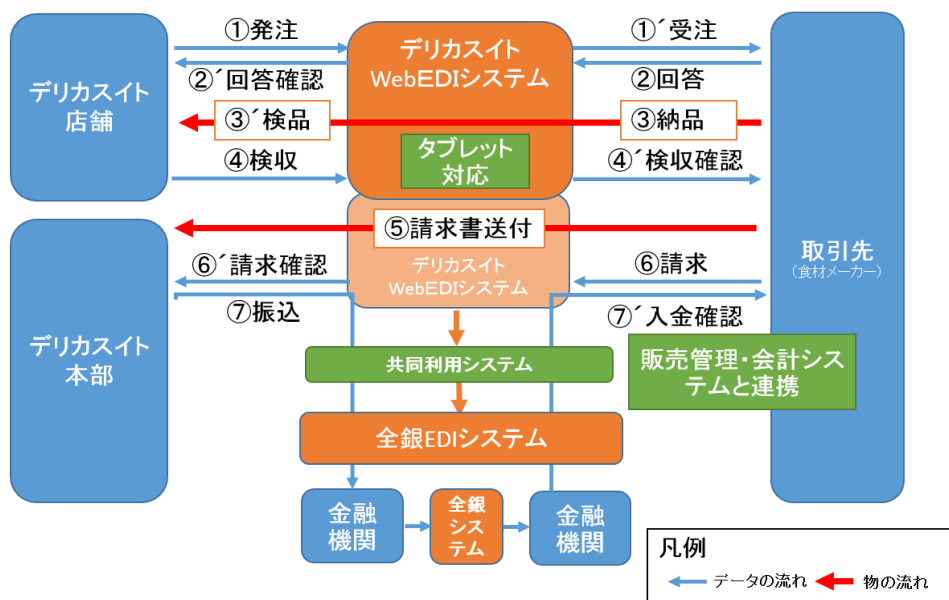 ①発注
デリカスイト
WebEDIシステム
①´受注
②´回答確認
②回答
デリカスイト
店舗
③´検品
③納品
タブレット
対応
④検収
④´検収確認
⑤請求書送付
取引先
（食材メーカー）
デリカスイト
WebEDIシステム
⑥´請求確認
⑥請求
⑦振込
⑦´入金確認
デリカスイト
本部
共同利用システム
販売管理・会計シス
テムと連携
全銀EDIシステム
金融
機関
全銀
シス
テム
金融
機関
凡例
データの流れ
物の流れ